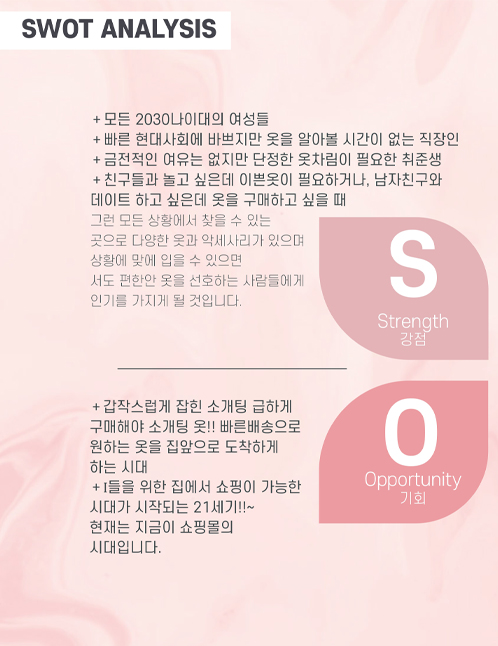 SWOT ANALYSIS
+모든 2030나이대의 여성들
+빠른 현대사회에 바쁘지만 옷을 알아볼 시간이 없는 직장인
+금전적인 여유는 없지만 단정한 옷차림이 필요한 취준생
+친구들과 놀고 싶은데 이쁜옷이 필요하거나, 남자친구와
데이트 하고 싶은데 옷을 구매하고 싶을 때
그런 모든 상황에서 찾을 수 있는
곳으로 다양한 옷과 악세사리가 있으며
상황에 맞에 입을 수 있으면
서도 편한안 옷을 선호하는 사람들에게
인기를 가지게 될 것입니다.
S
Strength
강점
+갑작스럽게 잡힌 소개팅 급하게
구매해야 소개팅 옷!! 빠른배송으로
원하는 옷을 집앞으로 도착하게
하는 시대
+I들을 위한 집에서 쇼핑이 가능한
시대가 시작되는 21세기!!~
현재는 지금이 쇼핑몰의
시대입니다.
O
Opportunity
기회